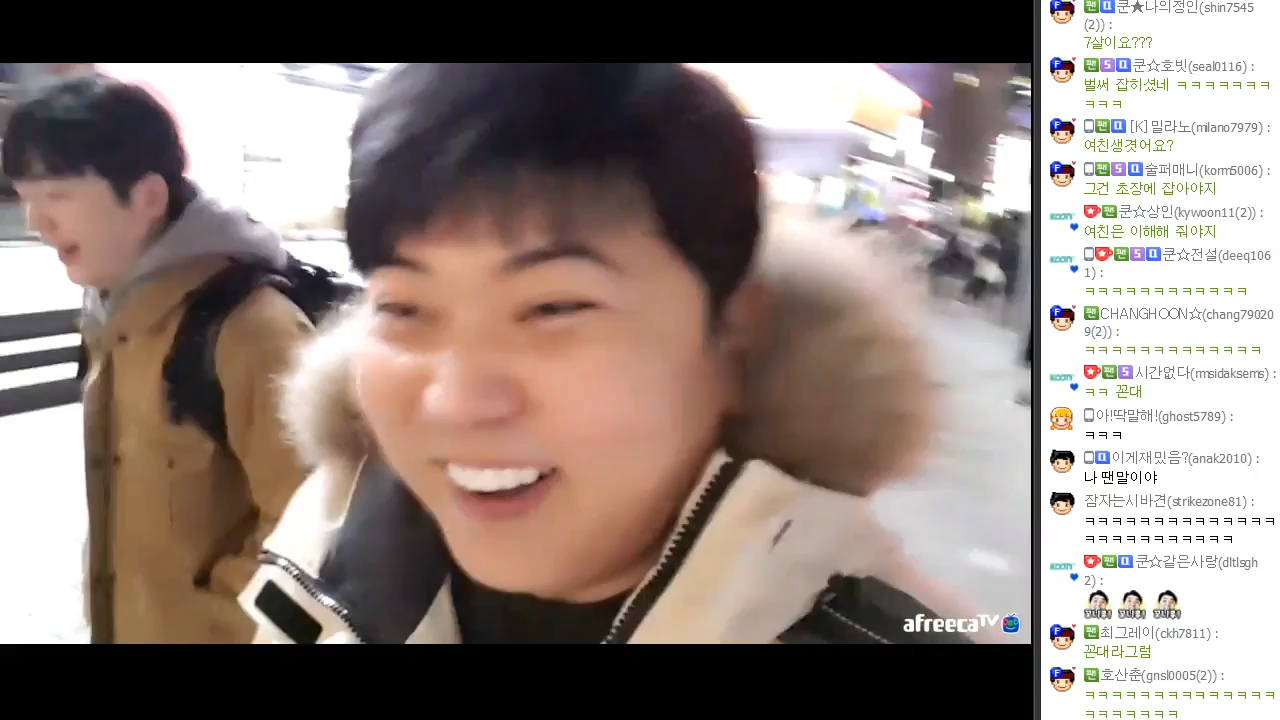 쿤★나의정인(shin7545
(2)) :
7살이요???
쿤☆호빗(seal0116) :
벌써 잡히셨네 ㅋㅋㅋㅋㅋㅋㅋ
ㅋㅋㅋ
[K] 밀라노(milano7979) :
여친생겻어요?
술퍼매니(korm5006) :
그건 초장에 잡아야지
쿤☆상인(kywoon11(2)) :
여친은 이해해 줘야지
쿤☆전설(deeq106
1) :
ㅋㅋㅋㅋㅋㅋㅋㅋㅋㅋㅋㅋ
CHANGHOON☆(chang79020
9(2)) :
ㅋㅋㅋㅋㅋㅋㅋㅋㅋㅋㅋㅋㅋ
시간없다(rmsidaksems) :
ㅋㅋ 꼰대
아!딱말해!(ghost5789) :
ㅋㅋㅋ
이게재밌음?(anak2010) :
나 땐말이야
잠자는시바견(strikezone81) :
ㅋㅋㅋㅋㅋㅋㅋㅋㅋㅋㅋㅋㅋㅋ
ㅋㅋㅋㅋㅋㅋㅋㅋㅋㅋㅋ
쿤☆같은사랑(dltlsgh
2) :
afreecaTV
최그레이(ckh7811) :
꼰대라그럼
호산춘(gnsl0005(2)) :
ㅋㅋㅋㅋㅋㅋㅋㅋㅋㅋㅋㅋㅋㅋ
ㅋㅋㅋㅋㅋㅋㅋ